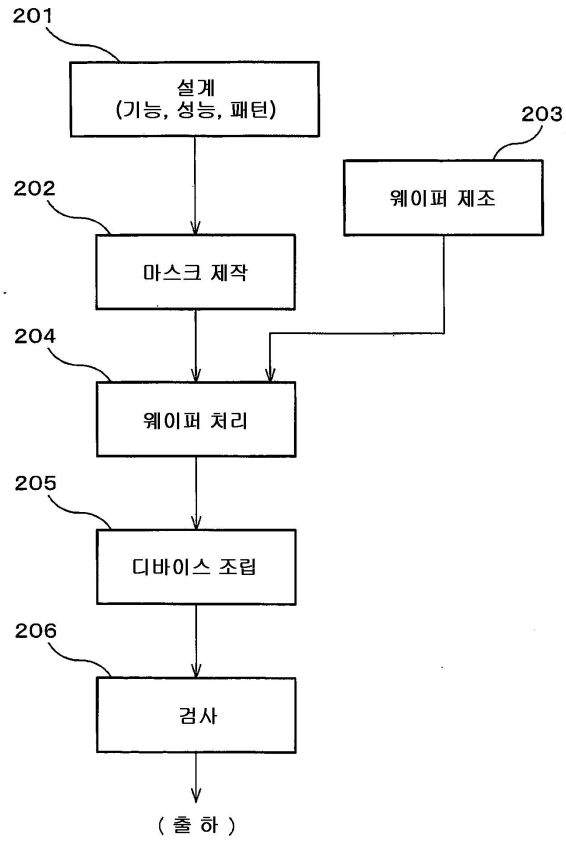 201
설계
(기능, 성능, 패턴)
203
웨이퍼 제조
202
마스크 제작
204
웨이퍼 처리
205
디바이스 조립
206
검사
( 출 하 )